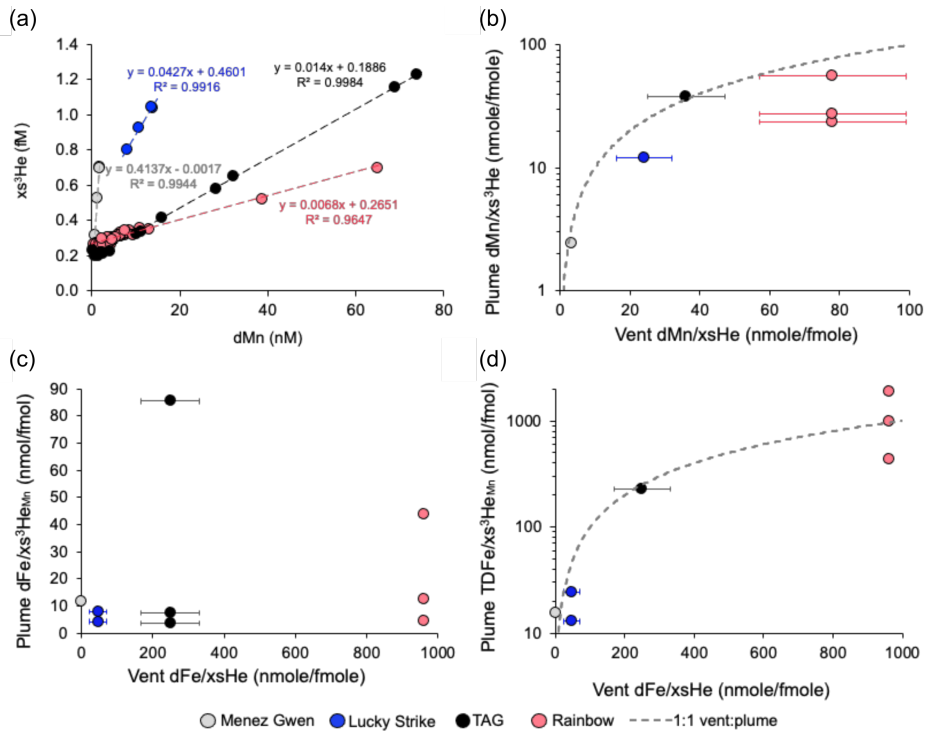 (a)
1.4
1.2
1.0
0.8
0.6
0.4
0.2
0.0
xs³He (fM)
y = 0.0427x + 0.4601
R² = 0.9916
y = 0.014x + 0.1886
R² = 0.9984
y = 0.4137x - 0.0017
R² = 0.9944
y = 0.0068x + 0.2651
R² = 0.9647
0 20 40 60 80
dMn (nM)
(b)
100
10
1
Plume dMn/xs³He (nmole/fmole)
0 20 40 60 80 100
Vent dMn/xsHe (nmole/fmole)
(c)
90
80
70
60
50
40
30
20
10
0
Plume dFe/xs³HeMn (nmol/fmol)
0 200 400 600 800 1000
Vent dFe/xsHe (nmole/fmole)
(d)
1000
100
10
Plume TDFe/xs³HeMn (nmol/fmol)
0 200 400 600 800 1000
Vent dFe/xsHe (nmole/fmole)
Menez Gwen Lucky Strike TAG Rainbow 1:1 vent:plume